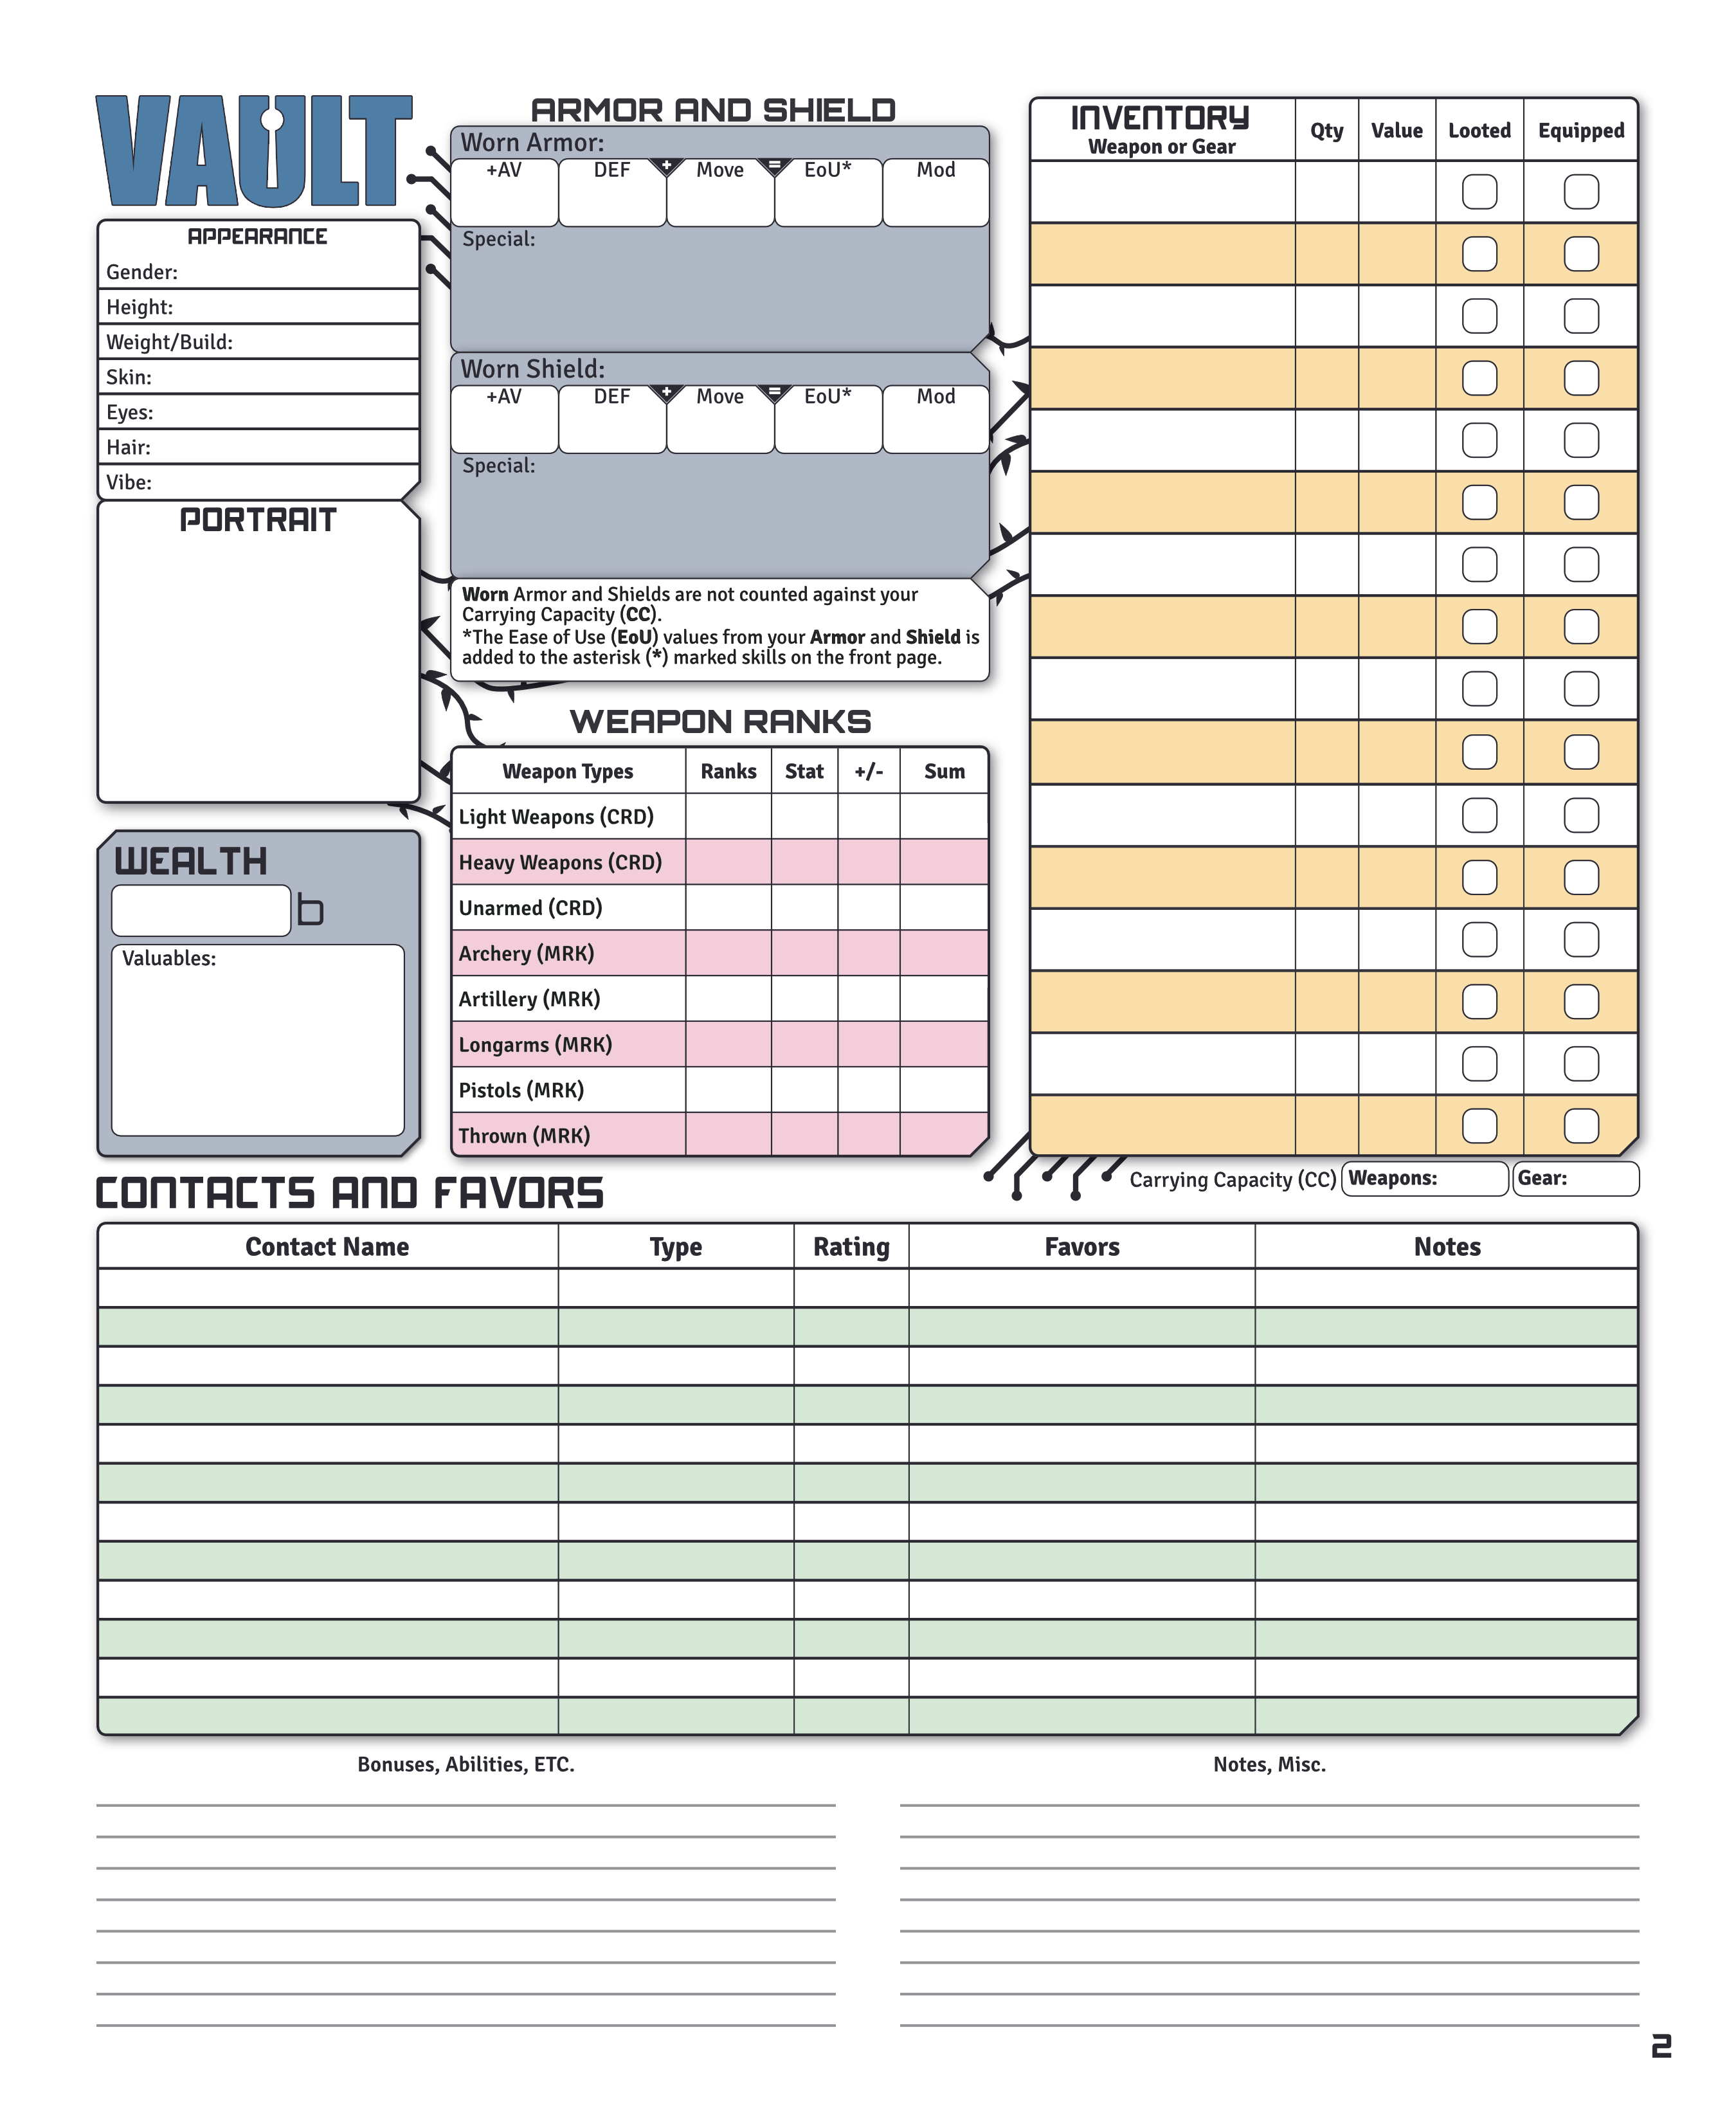 VAULT
APPEARANCE
Gender:
Height:
Weight/Build:
Skin:
Eyes:
Hair:
Vibe:
PORTRAIT
WEALTH
b
Valuables:
ARMOR AND SHIELD
Worn Armor:
+AV DEF + Move = EoU* Mod
Special:
Worn Shield:
+AV DEF + Move = EoU* Mod
Special:
Worn Armor and Shields are not counted against your
Carrying Capacity (CC).
*The Ease of Use (EoU) values from your Armor and Shield is
added to the asterisk (*) marked skills on the front page.
WEAPON RANKS
Weapon Types Ranks Stat +/- Sum
Light Weapons (CRD)
Heavy Weapons (CRD)
Unarmed (CRD)
Archery (MRK)
Artillery (MRK)
Longarms (MRK)
Pistols (MRK)
Thrown (MRK)
INVENTORY
Weapon or Gear Qty Value Looted Equipped
Carrying Capacity (CC) Weapons: Gear:
CONTACTS AND FAVORS
Contact Name Type Rating Favors Notes
Bonuses, Abilities, ETC.
Notes, Misc.
2